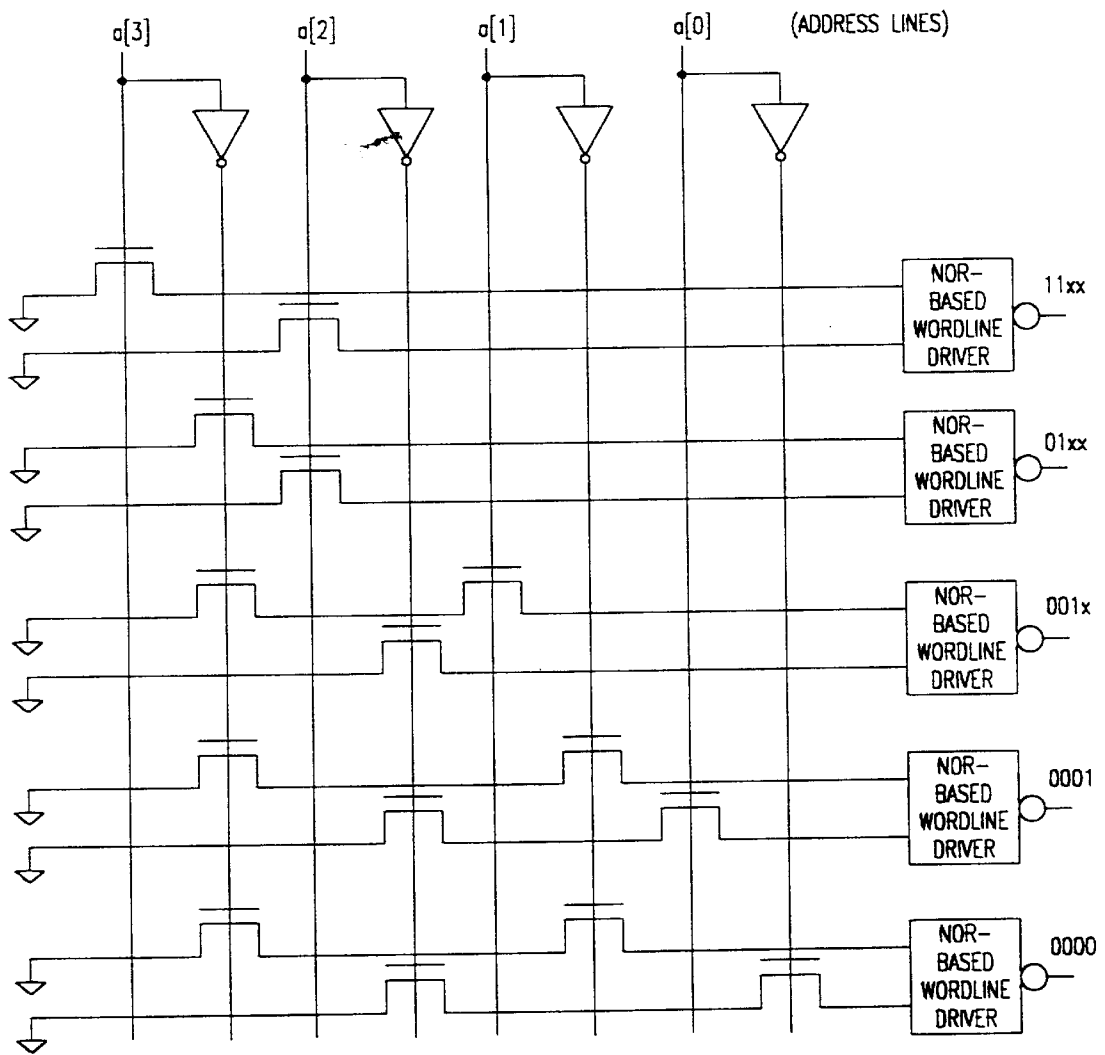 a[3] a[2] a[1] a[0] (ADDRESS LINES)
NOR-
BASED
WORDLINE
DRIVER
11xx
NOR-
BASED
WORDLINE
DRIVER
01xx
NOR-
BASED
WORDLINE
DRIVER
001x
NOR-
BASED
WORDLINE
DRIVER
0001
NOR-
BASED
WORDLINE
DRIVER
0000